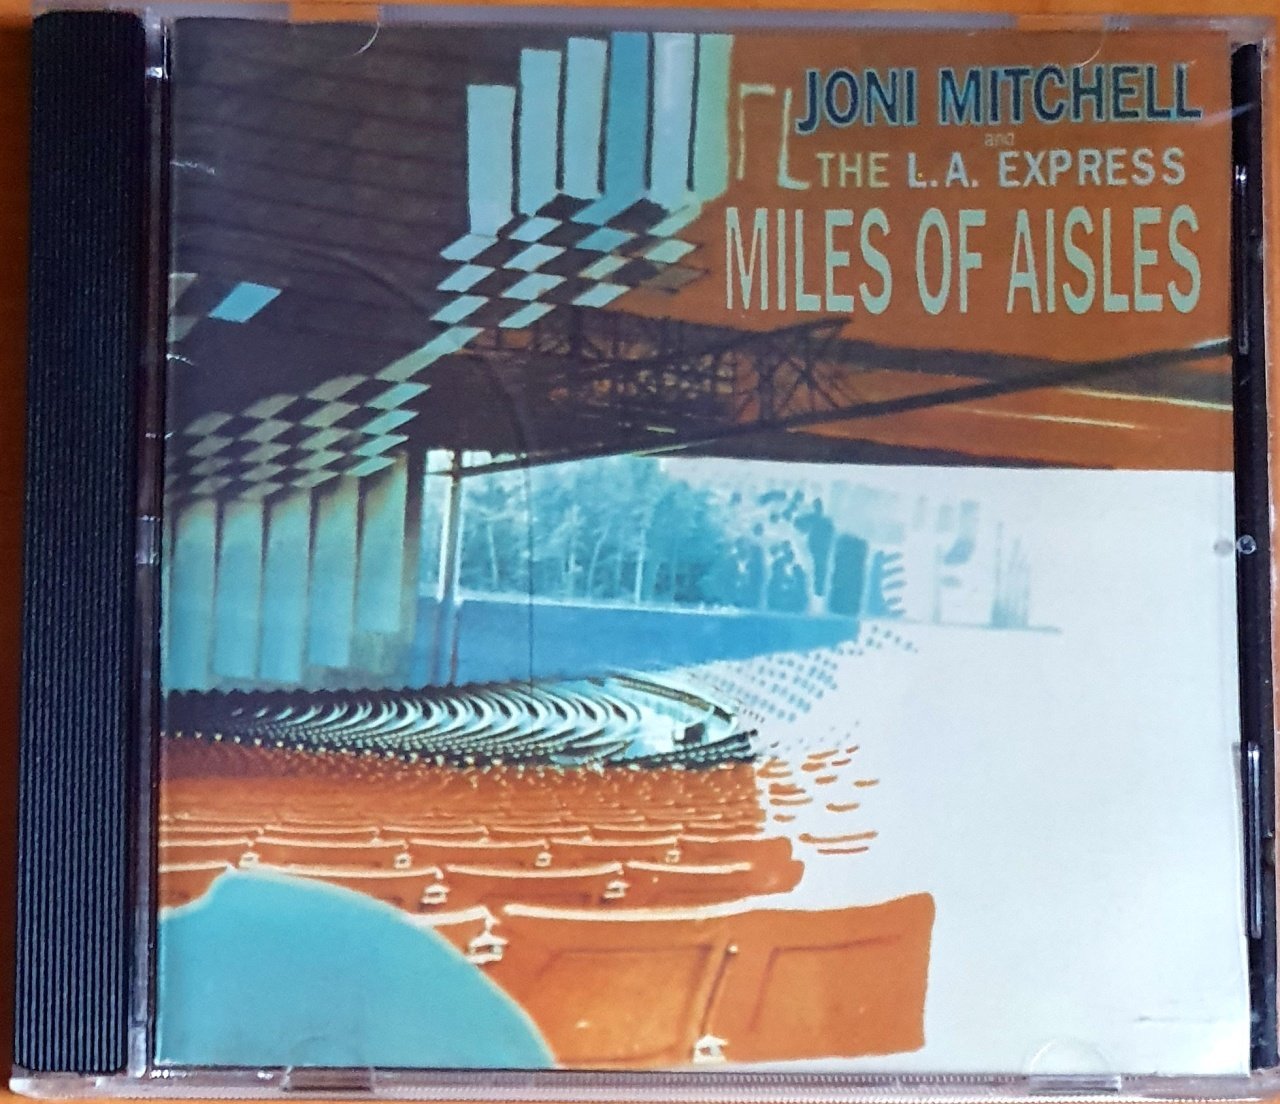 JONI MITCHELL
and
THE L.A. EXPRESS
MILES OF AISLES